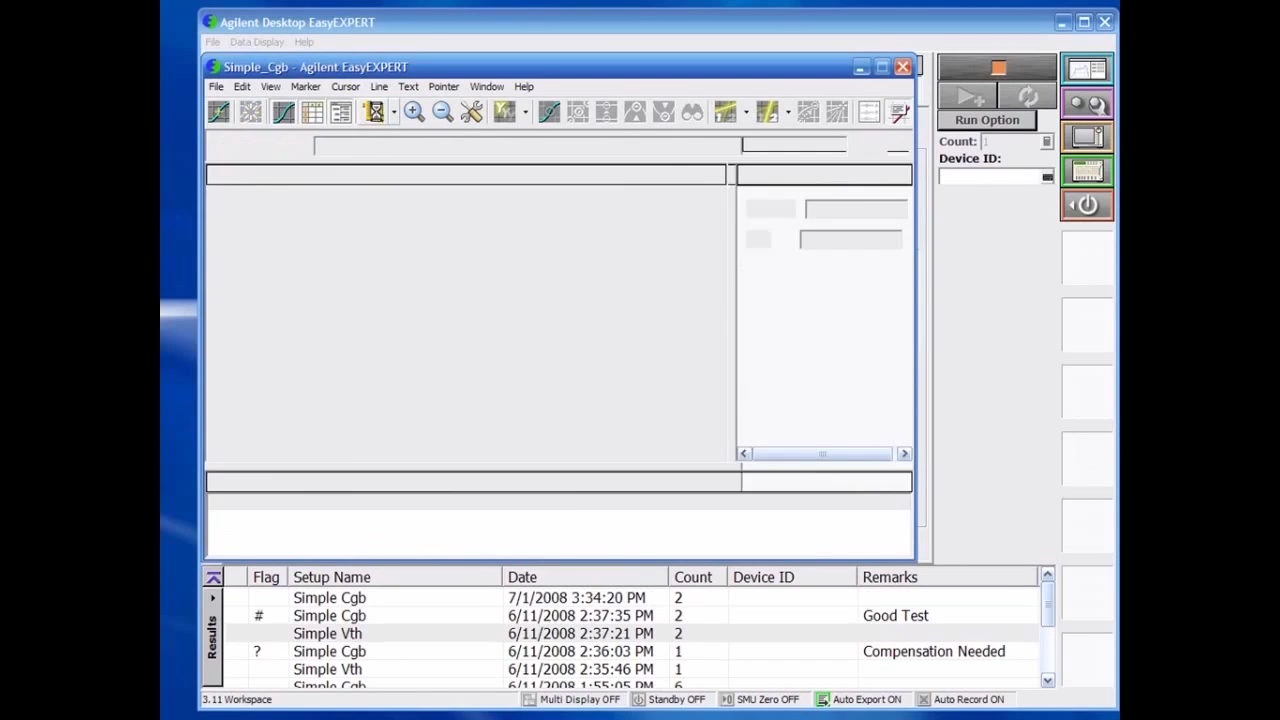 Agilent Desktop EasyEXPERT
File Data Display Help
Simple_Cgb - Agilent EasyEXPERT
File Edit View Marker Cursor Line Text Pointer Window Help
Run Option
Count: 1
Device ID:
Flag Setup Name Date Count Device ID Remarks
Simple Cgb 7/1/2008 3:34:20 PM 2
# Simple Cgb 6/11/2008 2:37:35 PM 2 Good Test
Simple Vth 6/11/2008 2:37:21 PM 2
? Simple Cgb 6/11/2008 2:36:03 PM 1 Compensation Needed
Simple Vth 6/11/2008 2:35:46 PM 1
Simple Cgb 6/11/2008 1:55:05 PM 6
Results
3.11 Workspace Multi Display OFF Standby OFF SMU Zero OFF Auto Export ON Auto Record ON